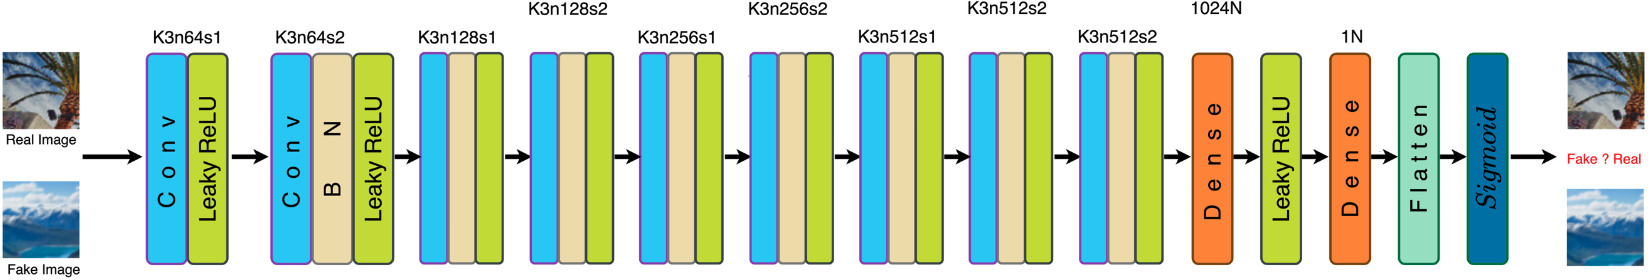 K3n128s2
K3n256s2
K3n512s2
1024N
K3n64s1
K3n64s2
K3n128s1
K3n256s1
K3n512s1
K3n512s2
1N
Real Image
Fake Image
Conv
Leaky ReLU
Conv
BN
Leaky ReLU
Dense
Leaky ReLU
Dense
Flatten
Sigmoid
Fake ? Real